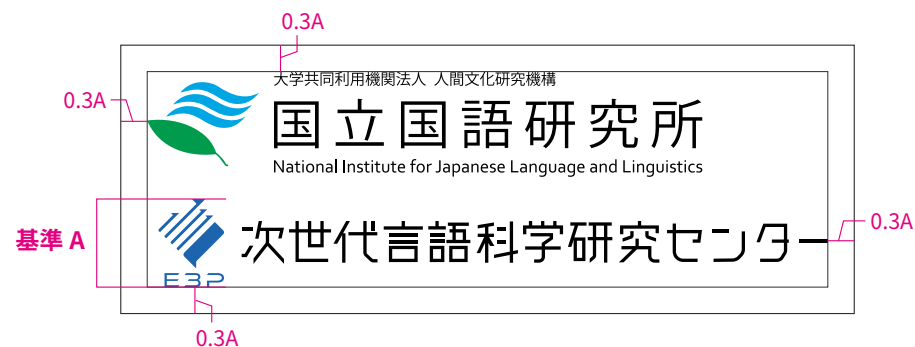 0.3A
大学共同利用機関法人 人間文化研究機構
0.3A
国立国語研究所
National Institute for Japanese Language and Linguistics
基準 A
次世代言語科学研究センター
0.3A
E3P
0.3A